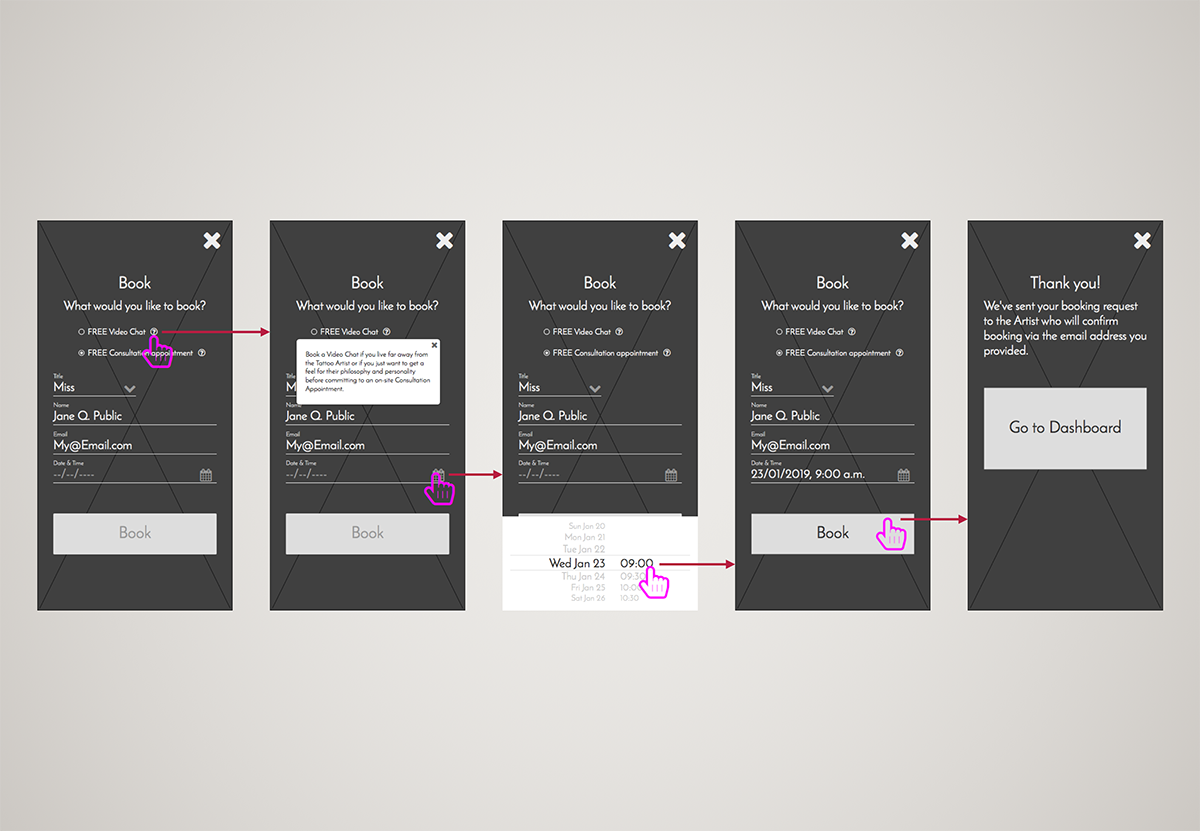 Book
What would you like to book?
FREE Video Chat ?
FREE Consultation appointment ?
Title
Miss
Name
Jane Q. Public
Email
My@Email.com
Date & Time
--/--/----
Book
Book
What would you like to book?
FREE Video Chat ?
Book a Video Chat if you live far away from
the Tattoo Artist or if you just want to get a
feel for their philosophy and personality
before committing to an on-site Consultation
Appointment.
Name
Jane Q. Public
Email
My@Email.com
Date & Time
--/--/----
Book
Book
What would you like to book?
FREE Video Chat ?
FREE Consultation appointment ?
Title
Miss
Name
Jane Q. Public
Email
My@Email.com
Date & Time
--/--/----
Sun Jan 20
Mon Jan 21
Tue Jan 22
Wed Jan 23 09:00
Thu Jan 24 09:30
Fri Jan 25 10:00
Sat Jan 26 10:30
Book
What would you like to book?
FREE Video Chat ?
FREE Consultation appointment ?
Title
Miss
Name
Jane Q. Public
Email
My@Email.com
Date & Time
23/01/2019, 9:00 a.m.
Book
Thank you!
We've sent your booking request
to the Artist who will confirm
booking via the email address you
provided.
Go to Dashboard